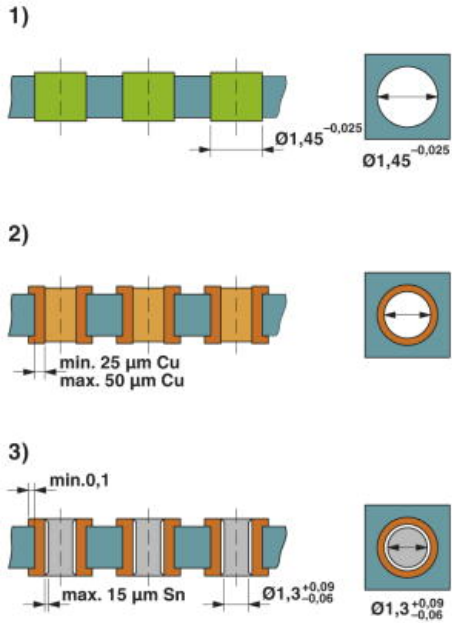 1)
Ø1,45 –0,025
Ø1,45 –0,025
2)
min. 25 µm Cu
max. 50 µm Cu
3)
min.0,1
max. 15 µm Sn
Ø1,3 +0,09 –0,06
Ø1,3 +0,09 –0,06